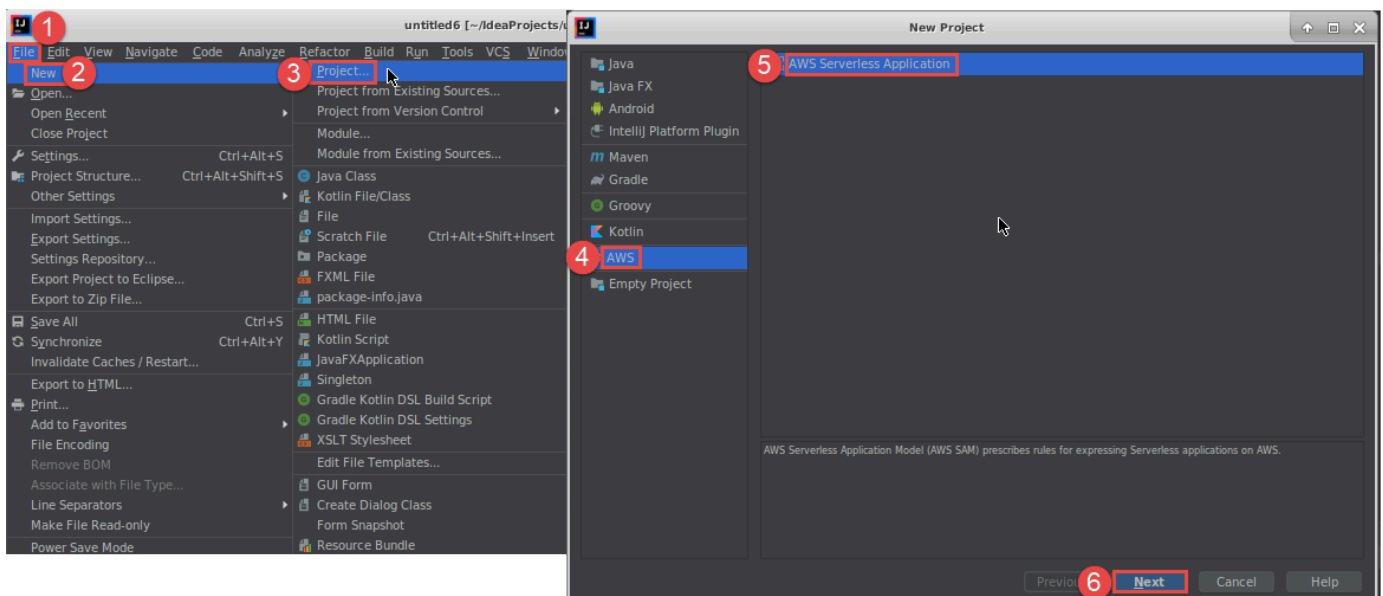 1
untitled6 [~/IdeaProjects/u
File Edit View Navigate Code Analyze Refactor Build Run Tools VCS Windo
New 2
Open...
Open Recent
Close Project
Settings... Ctrl+Alt+S
Project Structure... Ctrl+Alt+Shift+S
Other Settings
Import Settings...
Export Settings...
Settings Repository...
Export Project to Eclipse...
Export to Zip File...
Save All Ctrl+S
Synchronize Ctrl+Alt+Y
Invalidate Caches / Restart...
Export to HTML...
Print...
Add to Favorites
File Encoding
Remove BOM
Associate with File Type...
Line Separators
Make File Read-only
Power Save Mode
3 Project...
Project from Existing Sources...
Project from Version Control
Module...
Module from Existing Sources...
Java Class
Kotlin File/Class
File
Scratch File Ctrl+Alt+Shift+Insert
Package
FXML File
package-info.java
HTML File
Kotlin Script
JavaFXApplication
Singleton
Gradle Kotlin DSL Build Script
Gradle Kotlin DSL Settings
XSLT Stylesheet
Edit File Templates...
GUI Form
Create Dialog Class
Form Snapshot
Resource Bundle
New Project
Java
Java FX
Android
IntelliJ Platform Plugin
Maven
Gradle
Groovy
Kotlin
4 AWS
Empty Project
5 AWS Serverless Application
AWS Serverless Application Model (AWS SAM) prescribes rules for expressing Serverless applications on AWS.
Previou 6 Next Cancel Help